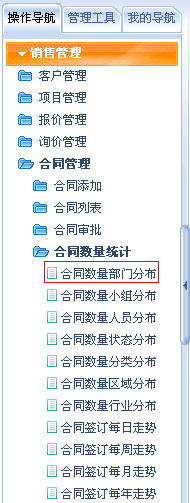 操作导航 管理工具 我的导航
销售管理
客户管理
项目管理
报价管理
询价管理
合同管理
合同添加
合同列表
合同审批
合同数量统计
合同数量部门分布
合同数量小组分布
合同数量人员分布
合同数量状态分布
合同数量分类分布
合同数量区域分布
合同数量行业分布
合同签订每日走势
合同签订每周走势
合同签订每月走势
合同签订每年走势